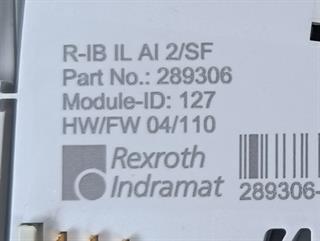 R-IB IL AI 2/SF
Part No.: 289306
Module-ID: 127
HW/FW 04/110
Rexroth
Indramat
289306-